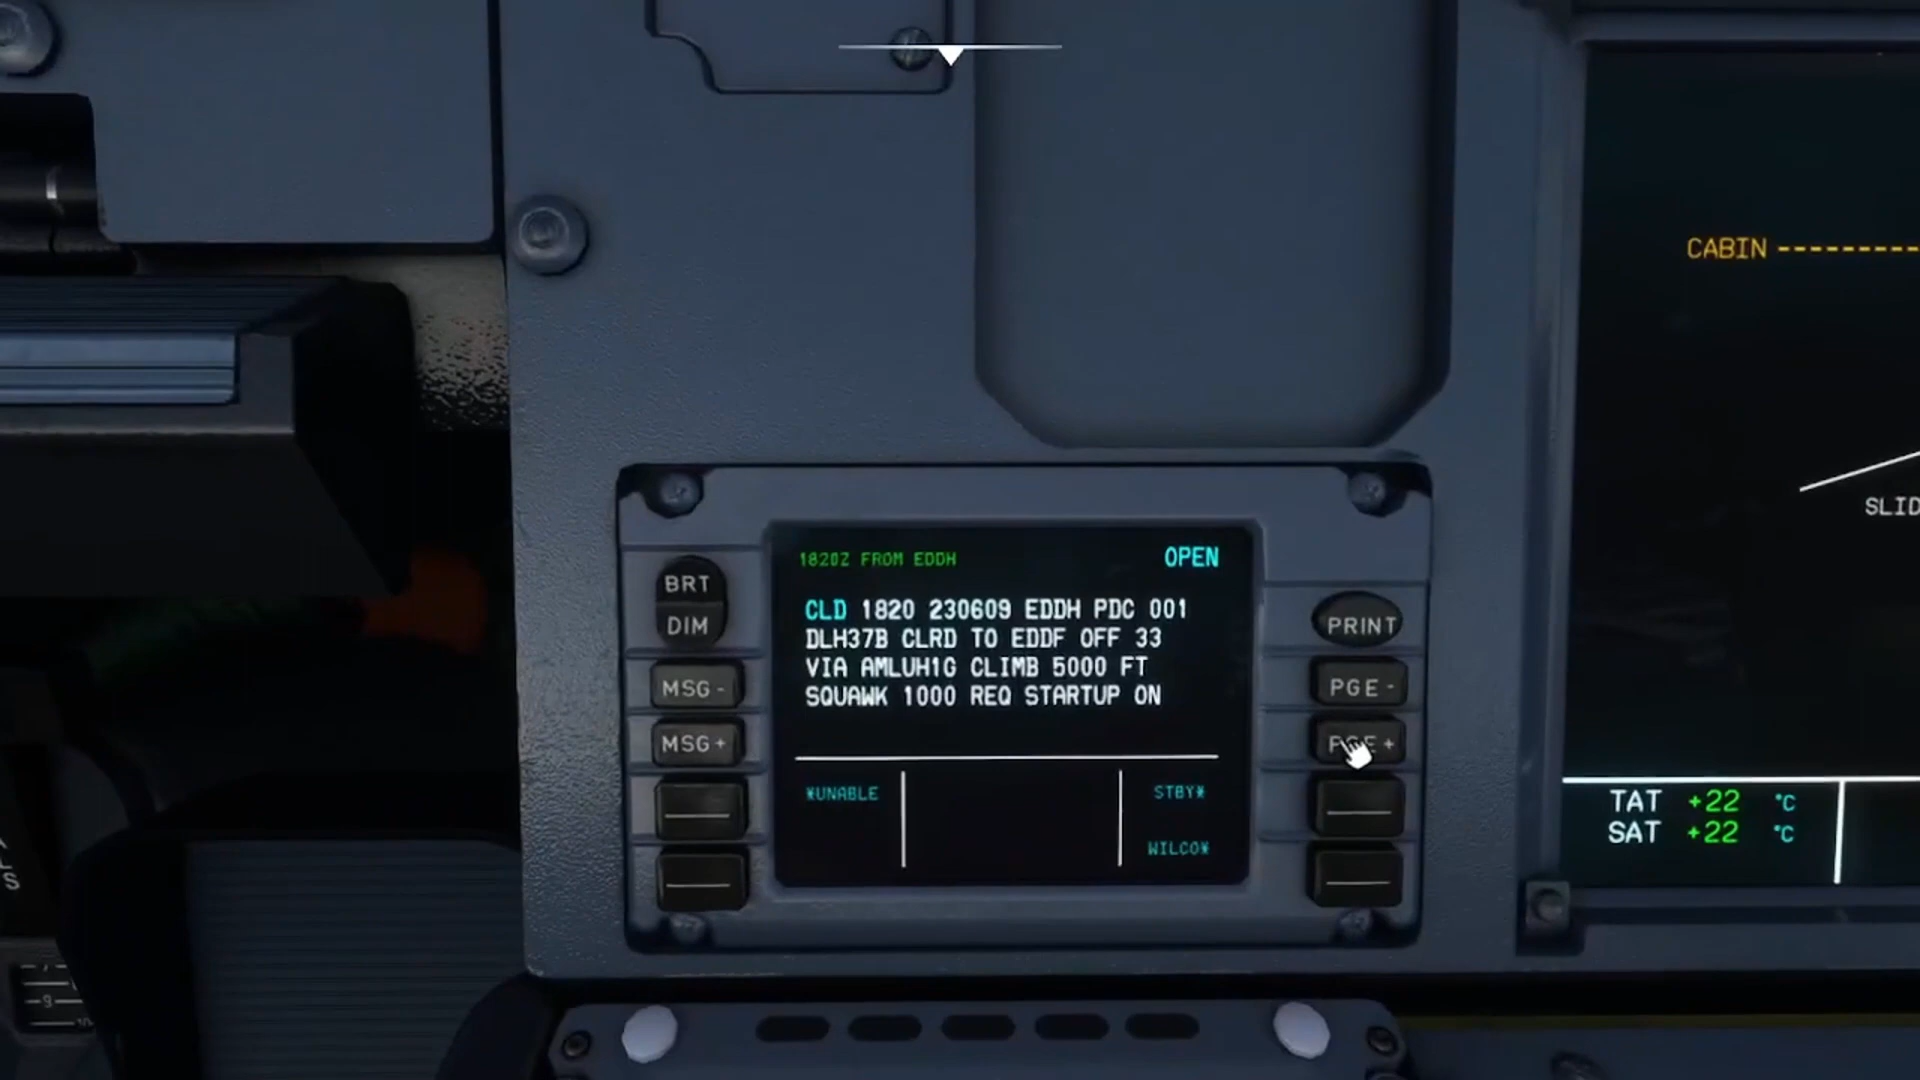 CABIN
SLID
1820Z FROM EDDH OPEN
CLD 1820 230609 EDDH PDC 001
DLH37B CLRD TO EDDF OFF 33
VIA AMLUH1G CLIMB 5000 FT
SQUAWK 1000 REQ STARTUP ON
*UNABLE STBY*
WILCO*
BRT
DIM
MSG -
MSG +
PRINT
PGE -
PGE +
TAT +22 °C
SAT +22 °C
L
S
9
10